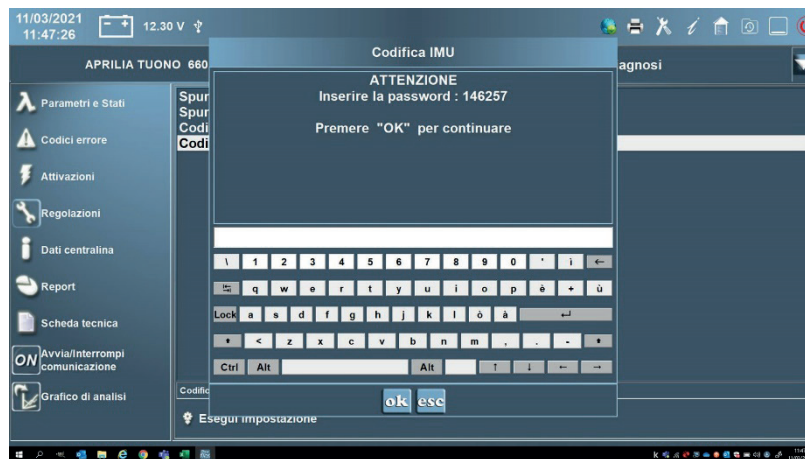 11/03/2021
11:47:26
12.30 V
APRILIA TUONO 660
agnosi
Codifica IMU
ATTENZIONE
Inserire la password : 146257
Premere "OK" per continuare
Parametri e Stati
Codici errore
Attivazioni
Regolazioni
Dati centralina
Report
Scheda tecnica
ON Avvia/Interrompi
comunicazione
Grafico di analisi
Spur
Spur
Codi
Codi
\ 1 2 3 4 5 6 7 8 9 0 ' ì ←
q w e r t y u i o p è + ù
Lock a s d f g h j k l ò à
< z x c v b n m , . -
Ctrl Alt Alt ↑ ↓ ← →
ok esc
Codific
Esegui impostazione